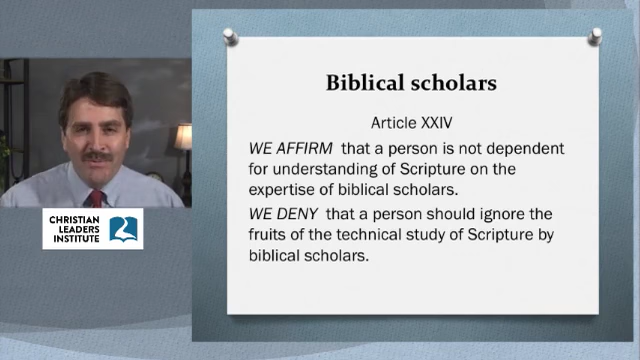 Biblical scholars
Article XXIV
WE AFFIRM that a person is not dependent
for understanding of Scripture on the
expertise of biblical scholars.
WE DENY that a person should ignore the
fruits of the technical study of Scripture by
biblical scholars.
CHRISTIAN
LEADERS
INSTITUTE